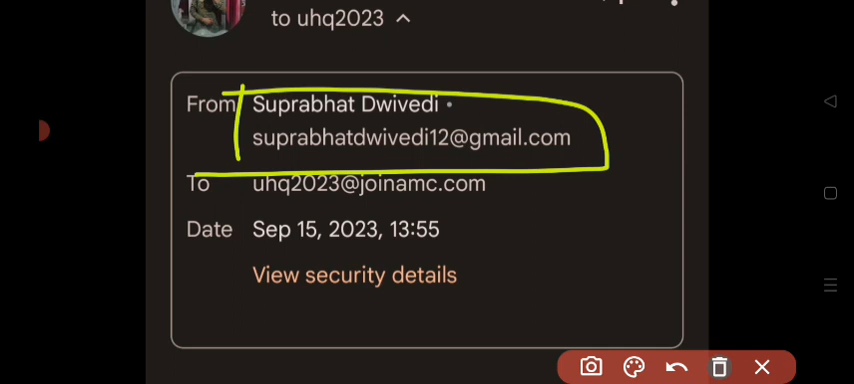 to uhq2023
From Suprabhat Dwivedi •
suprabhatdwivedi12@gmail.com
To uhq2023@joinamc.com
Date Sep 15, 2023, 13:55
View security details